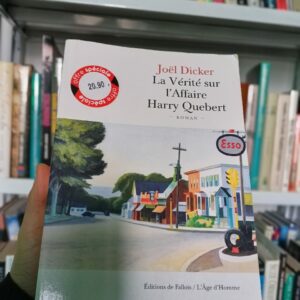 Joël Dicker
La Vérité sur
l'Affaire
Harry Quebert
- ROMAN -
offre spéciale
20.90
offre spéciale
Esso
Éditions de Fallois / L'Âge d'Homme